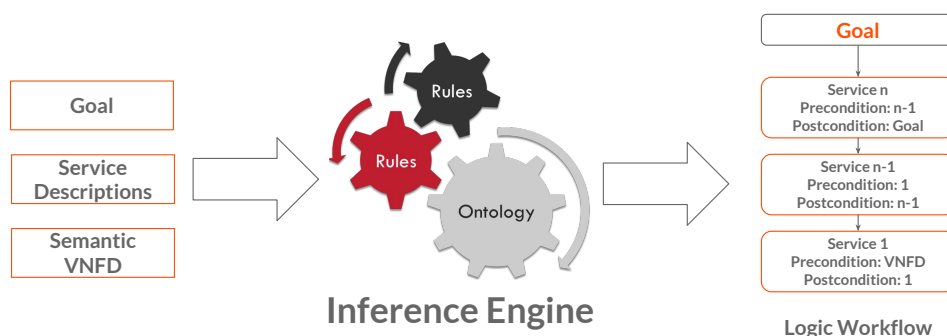 Goal
Service
Descriptions
Semantic
VNFD
Rules
Rules
Ontology
Inference Engine
Goal
Service n
Precondition: n-1
Postcondition: Goal
Service n-1
Precondition: 1
Postcondition: n-1
Service 1
Precondition: VNFD
Postcondition: 1
Logic Workflow